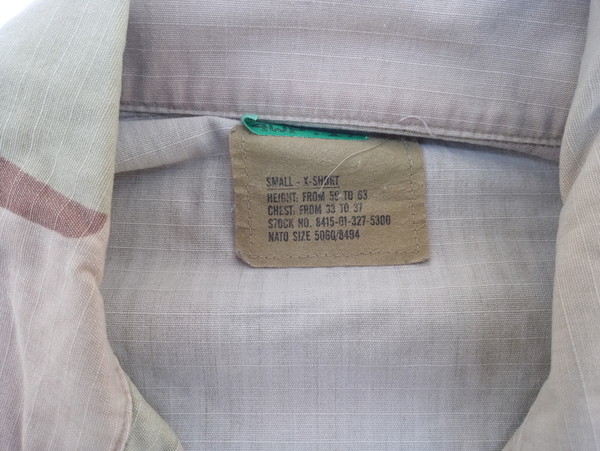 SMALL - X-SHORT
HEIGHT: FROM 59 TO 63
CHEST: FROM 33 TO 37
STOCK NO. 8415-01-327-5300
NATO SIZE 5060/8494